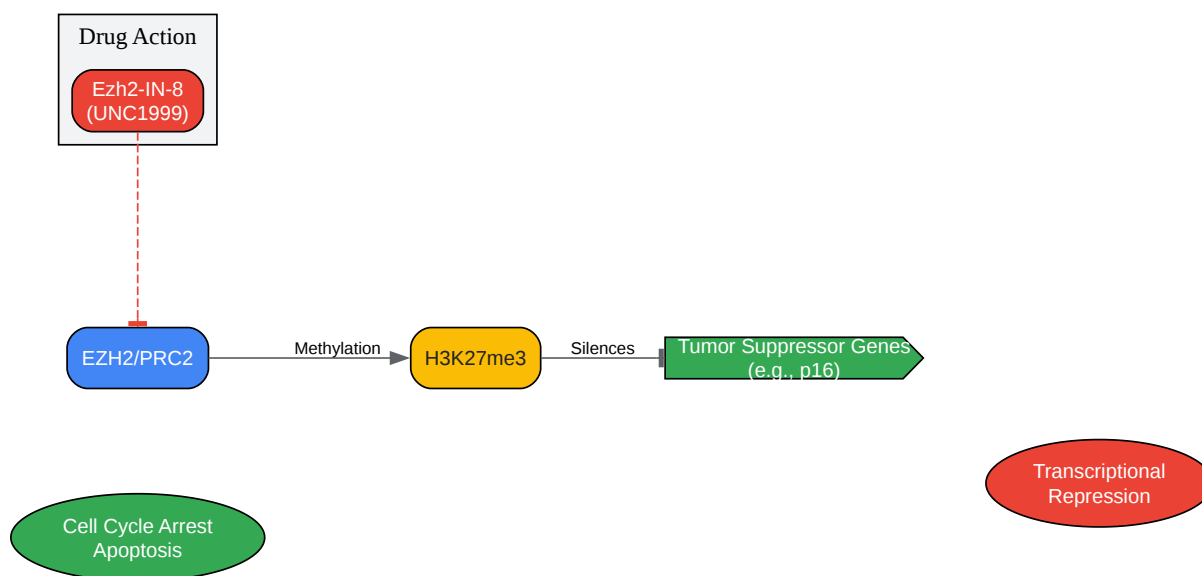 Drug Action
Ezh2-IN-8
(UNC1999)
EZH2/PRC2
Methylation
H3K27me3
Silences
Tumor Suppressor Genes
(e.g., p16)
Transcriptional
Repression
Cell Cycle Arrest
Apoptosis